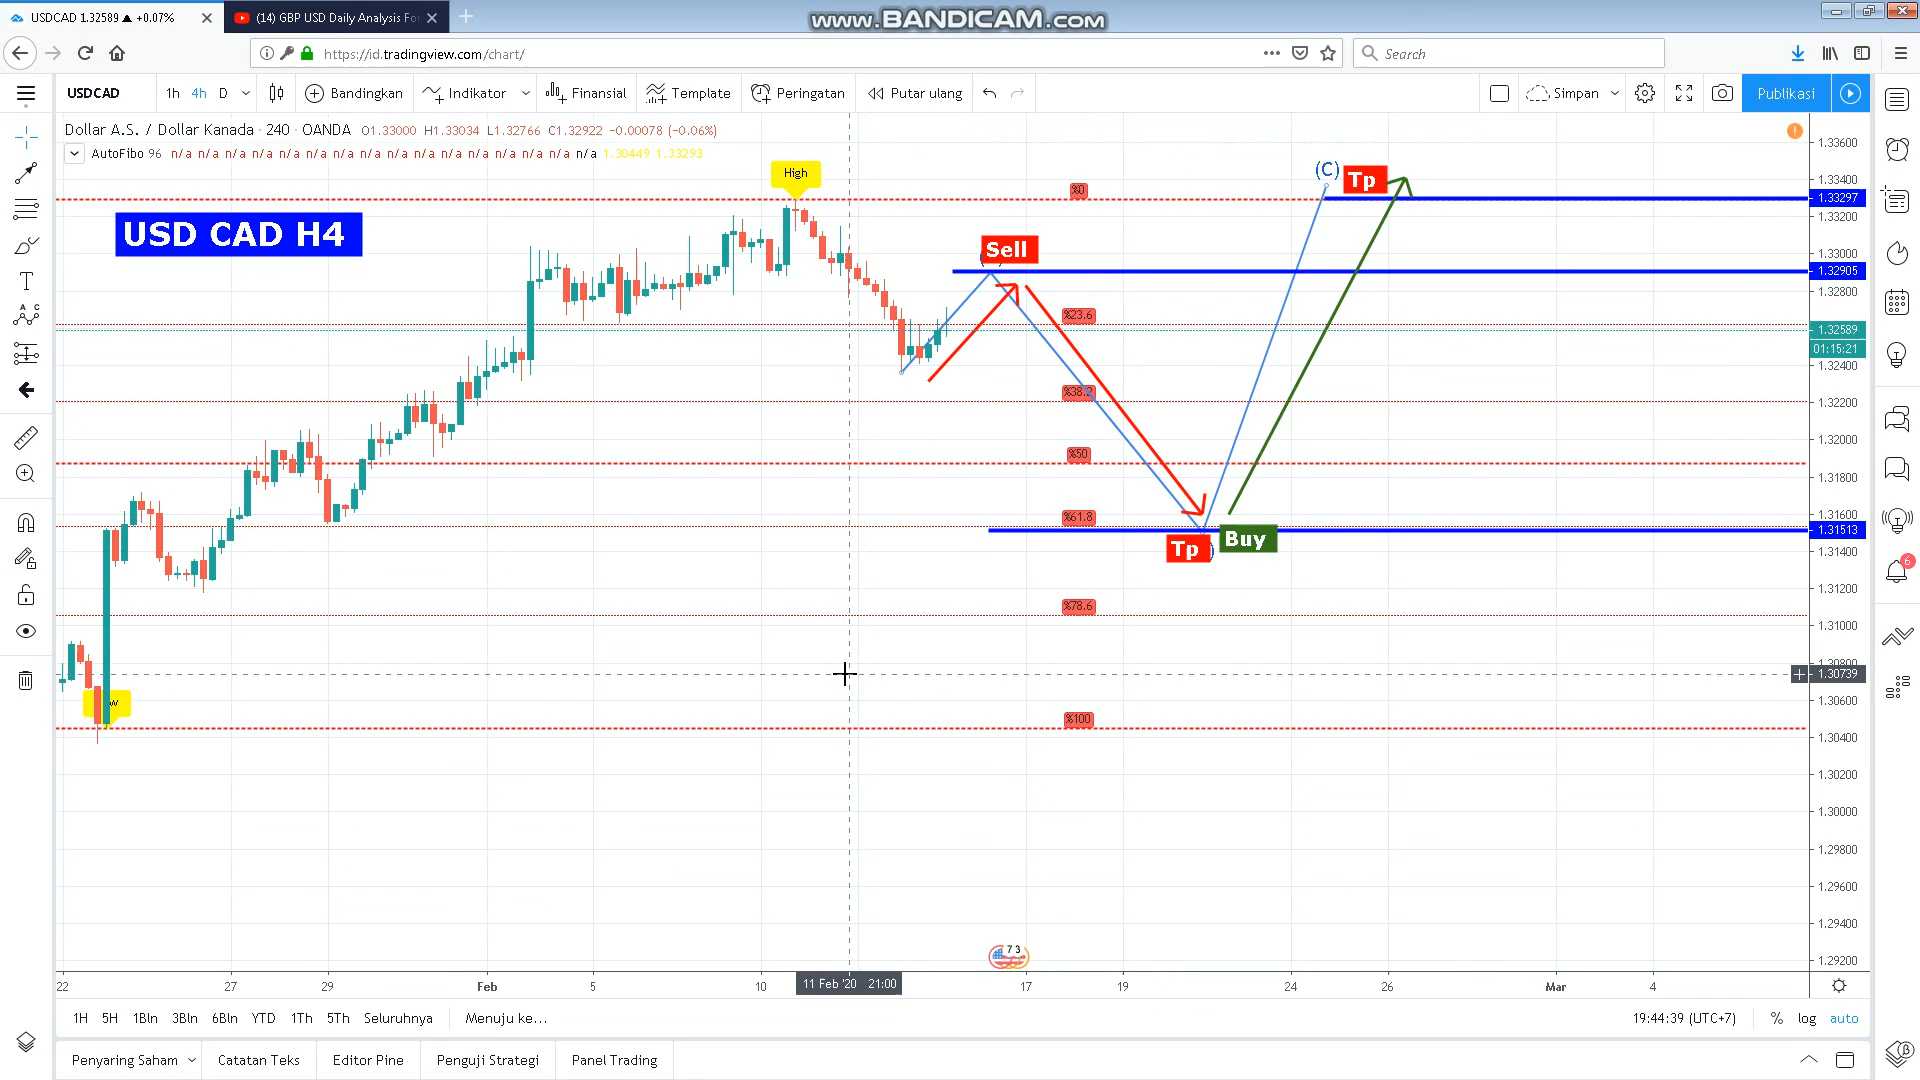 USDCAD 1.32589 ▲ +0.07%
(14) GBP USD Daily Analysis Fo
www.BANDICAM.com
https://id.tradingview.com/chart/
Search
USDCAD
1h 4h D
Bandingkan
Indikator
Finansial
Template
Peringatan
Putar ulang
Simpan
Publikasi
Dollar A.S. / Dollar Kanada · 240 · OANDA O1.33000 H1.33034 L1.32766 C1.32922 −0.00078 (−0.06%)
AutoFibo 96 n/a n/a n/a n/a n/a n/a n/a n/a n/a n/a n/a n/a n/a n/a n/a n/a 1.30449 1.33293
USD CAD H4
High
%0
(C)
Tp
Sell
%23.6
%38.2
%50
%61.8
Tp )
Buy
%78.6
%100
1.33600
1.33400
1.33297
1.33200
1.33000
1.32905
1.32800
1.32589
01:15:21
1.32400
1.32200
1.32000
1.31800
1.31600
1.31513
1.31400
1.31200
1.31000
1.30800
1.30739
1.30600
1.30400
1.30200
1.30000
1.29800
1.29600
1.29400
1.29200
6
7 3
22 27 29 Feb 5 10 11 Feb '20 21:00 17 19 24 26 Mar 4
1H 5H 1Bln 3Bln 6Bln YTD 1Th 5Th Seluruhnya Menuju ke...
19:44:39 (UTC+7) % log auto
Penyaring Saham Catatan Teks Editor Pine Penguji Strategi Panel Trading